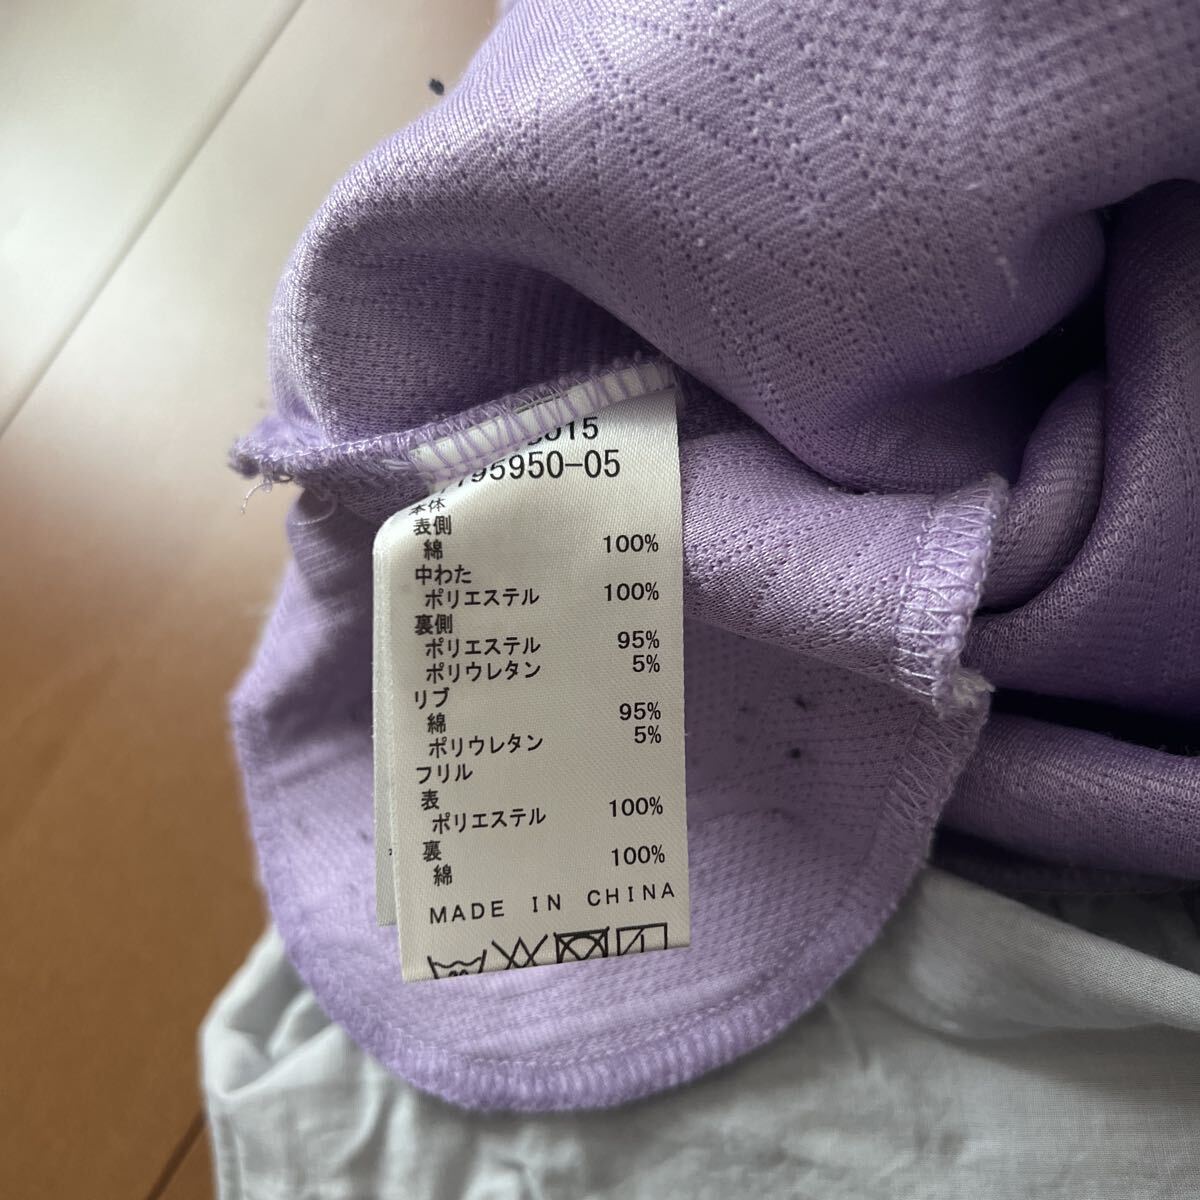 015
795950-05
本体
表側
綿 100%
中わた
ポリエステル 100%
裏側
ポリエステル 95%
ポリウレタン 5%
リブ
綿 95%
ポリウレタン 5%
フリル
表
ポリエステル 100%
裏
綿 100%
MADE IN CHINA